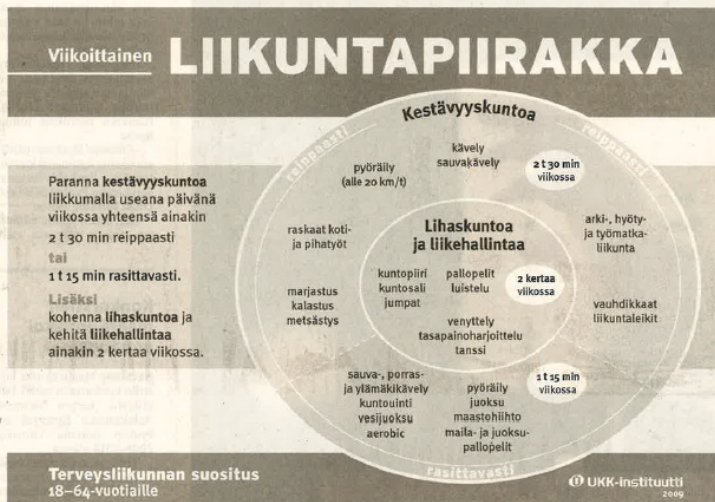 Viikoittainen LIIKUNTAPIIRAKKA
Paranna kestävyyskuntoa
liikkumalla useana päivänä
viikossa yhteensä ainakin
2 t 30 min reippaasti
tai
1 t 15 min rasittavasti.
Lisäksi
kohenna lihaskuntoa ja
kehitä liikehallintaa
ainakin 2 kertaa viikossa.
Kestävyyskuntoa
reippaasti
reippaasti
kävely
sauvakävely
2 t 30 min
viikossa
pyöräily
(alle 20 km/t)
raskaat koti-
ja pihatyöt
arki-, hyöty-
ja työmatka-
liikunta
marjastus
kalastus
metsästys
vauhdikkaat
liikuntaleikit
Lihaskuntoa
ja liikehallintaa
kuntopiiri
kuntosali
jumpat
pallopelit
luistelu
2 kertaa
viikossa
venyttely
tasapainoharjoittelu
tanssi
sauva-, porras-
ja ylämäkikävely
kuntouinti
vesijuoksu
aerobic
pyöräily
juoksu
maastohiihto
maila- ja juoksu-
pallopelit
1 t 15 min
viikossa
rasittavasti
Terveysliikunnan suositus
18–64-vuotiaille
UKK-instituutti
2009